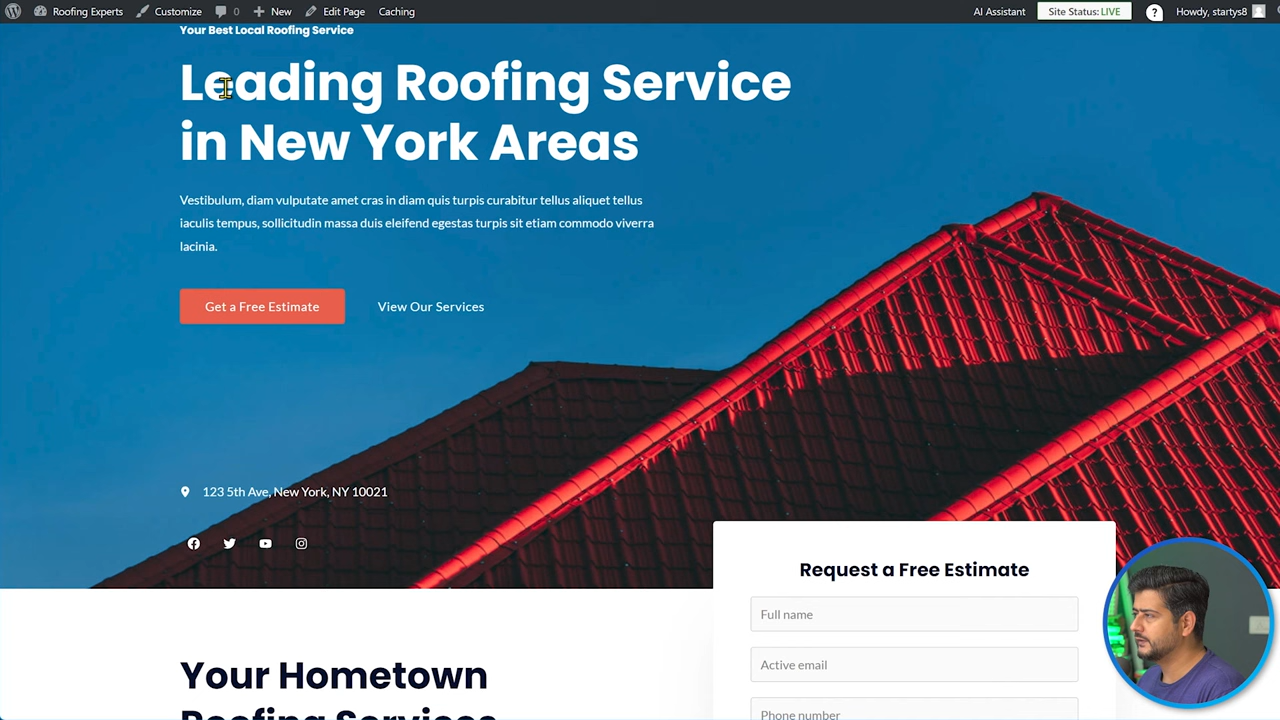 Roofing Experts Customize 0 New Edit Page Caching AI Assistant Site Status: LIVE ? Howdy, startys8
Your Best Local Roofing Service
Leading Roofing Service
in New York Areas
Vestibulum, diam vulputate amet cras in diam quis turpis curabitur tellus aliquet tellus
iaculis tempus, sollicitudin massa duis eleifend egestas turpis sit etiam commodo viverra
lacinia.
Get a Free Estimate View Our Services
123 5th Ave, New York, NY 10021
Request a Free Estimate
Full name
Active email
Phone number
Your Hometown
Roofing Services